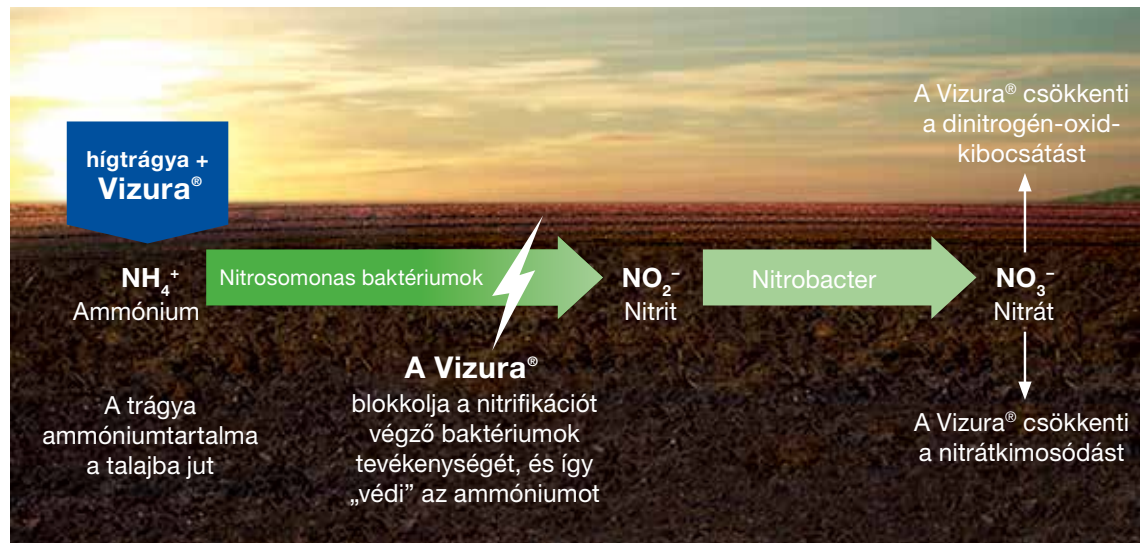 hígtrágya +
Vizura®
NH₄⁺
Ammónium
A trágya
ammóniumtartalma
a talajba jut
Nitrosomonas baktériumok
A Vizura®
blokkolja a nitrifikációt
végző baktériumok
tevékenységét, és így
„védi” az ammóniumot
NO₂⁻
Nitrit
Nitrobacter
A Vizura® csökkenti
a dinitrogén-oxid-
kibocsátást
NO₃⁻
Nitrát
A Vizura® csökkenti
a nitrátkimosódást